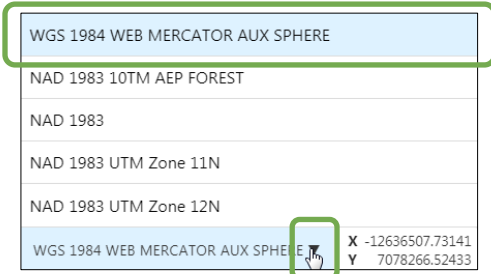 WGS 1984 WEB MERCATOR AUX SPHERE
NAD 1983 10TM AEP FOREST
NAD 1983
NAD 1983 UTM Zone 11N
NAD 1983 UTM Zone 12N
WGS 1984 WEB MERCATOR AUX SPHERE X -12636507.73141
Y 7078266.52433